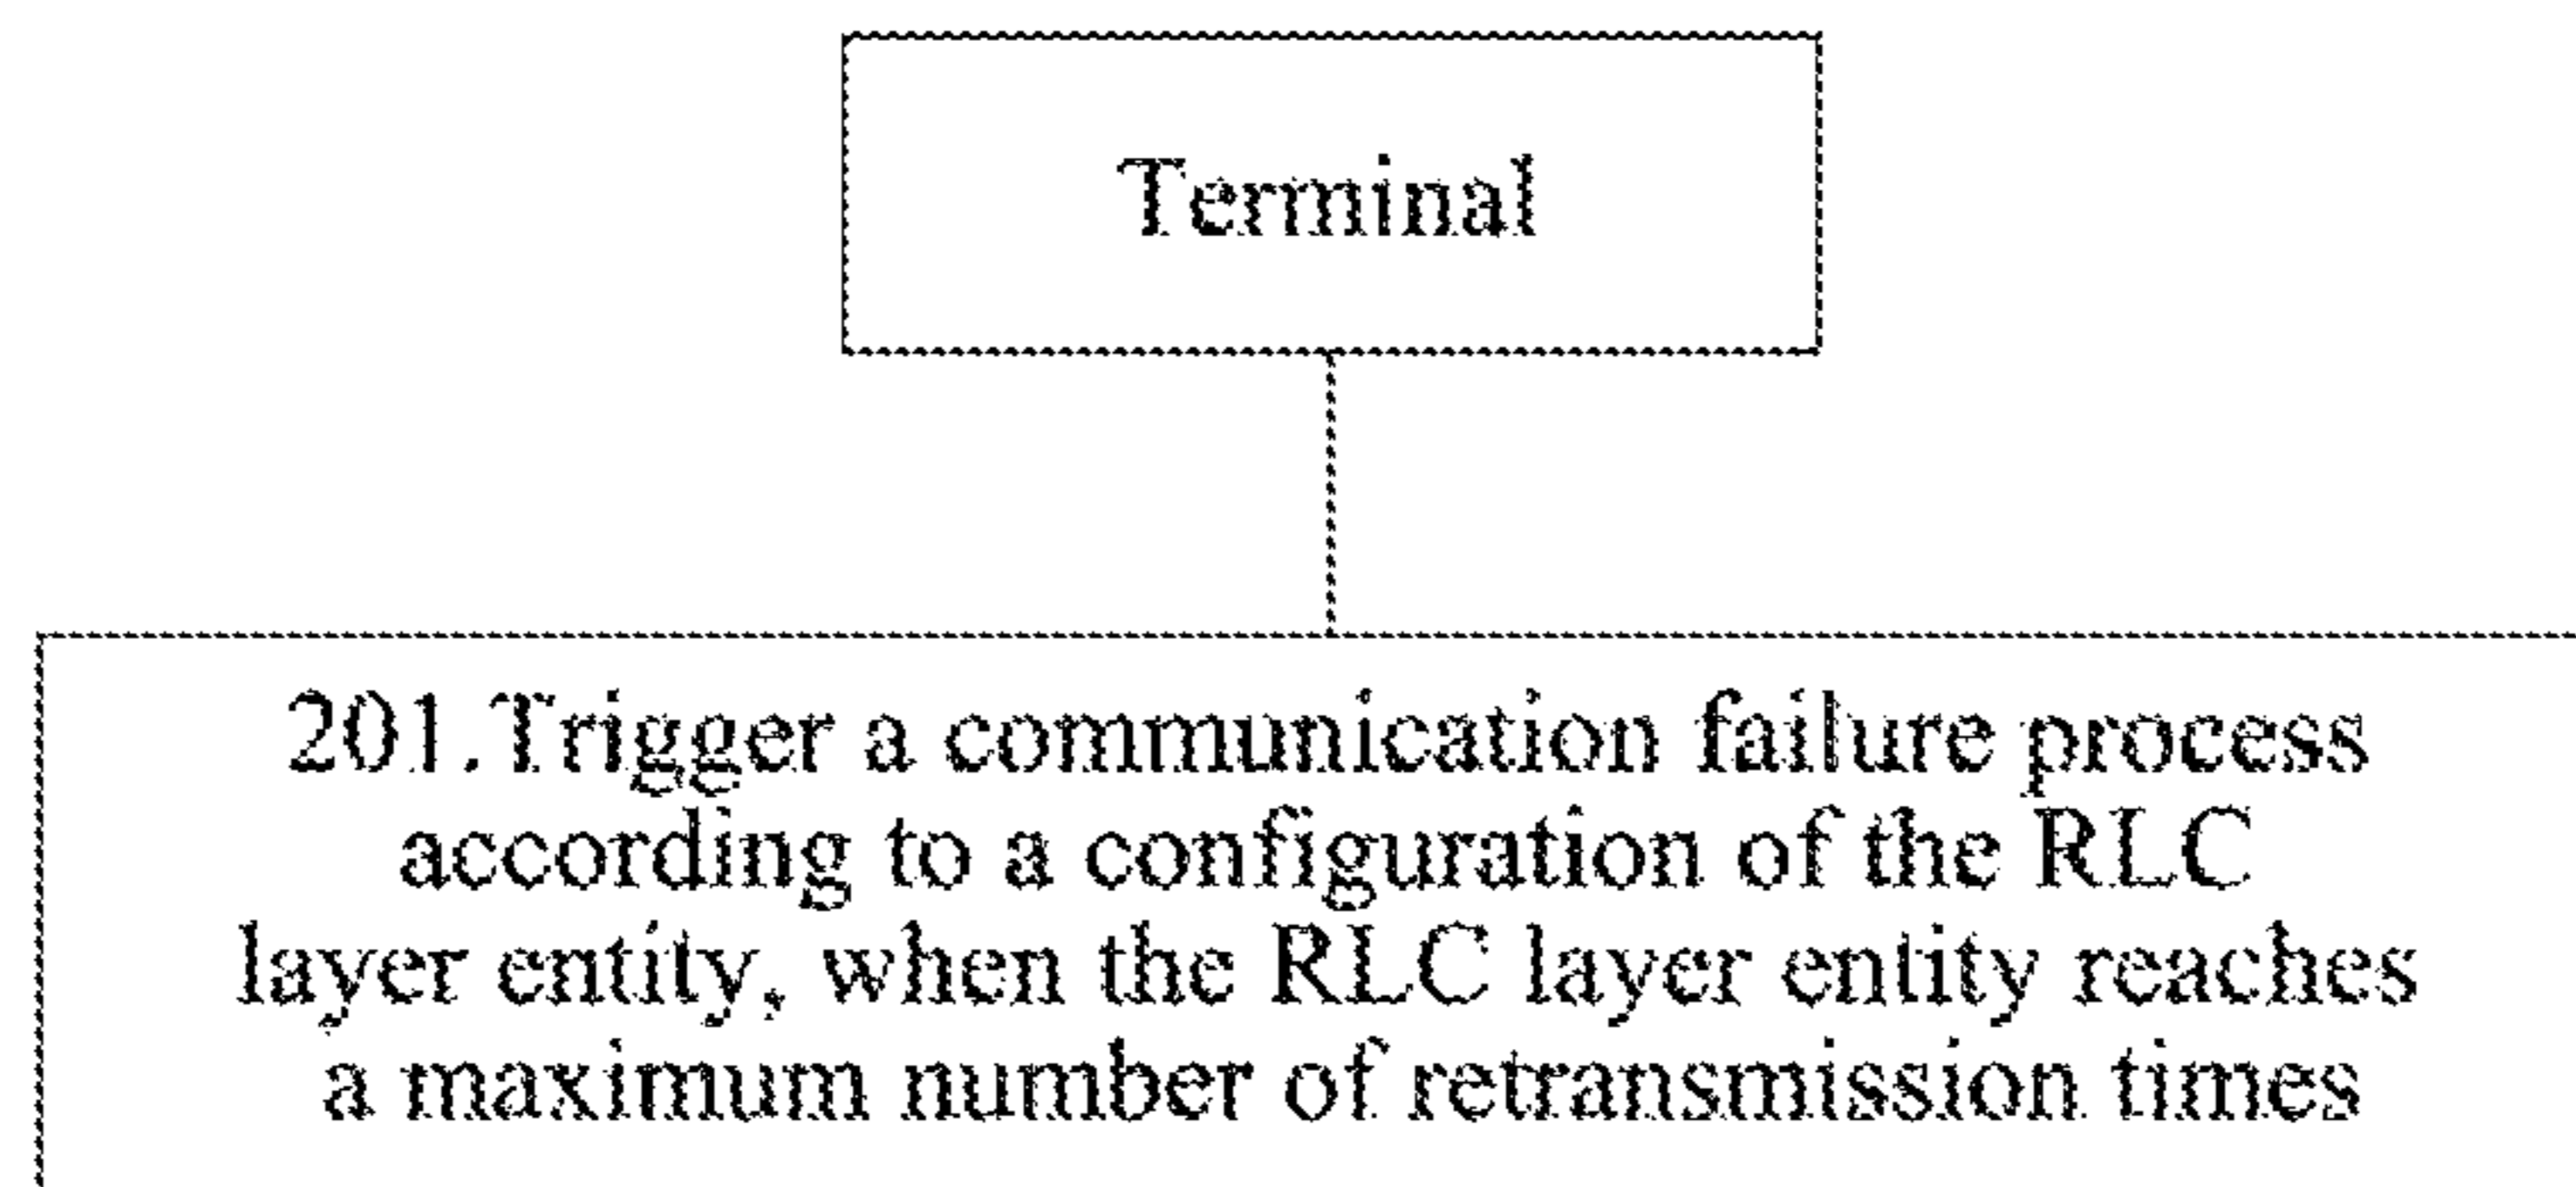 Terminal
201.Trigger a communication failure process
according to a configuration of the RLC
layer entity, when the RLC layer entity reaches
a maximum number of retransmission times